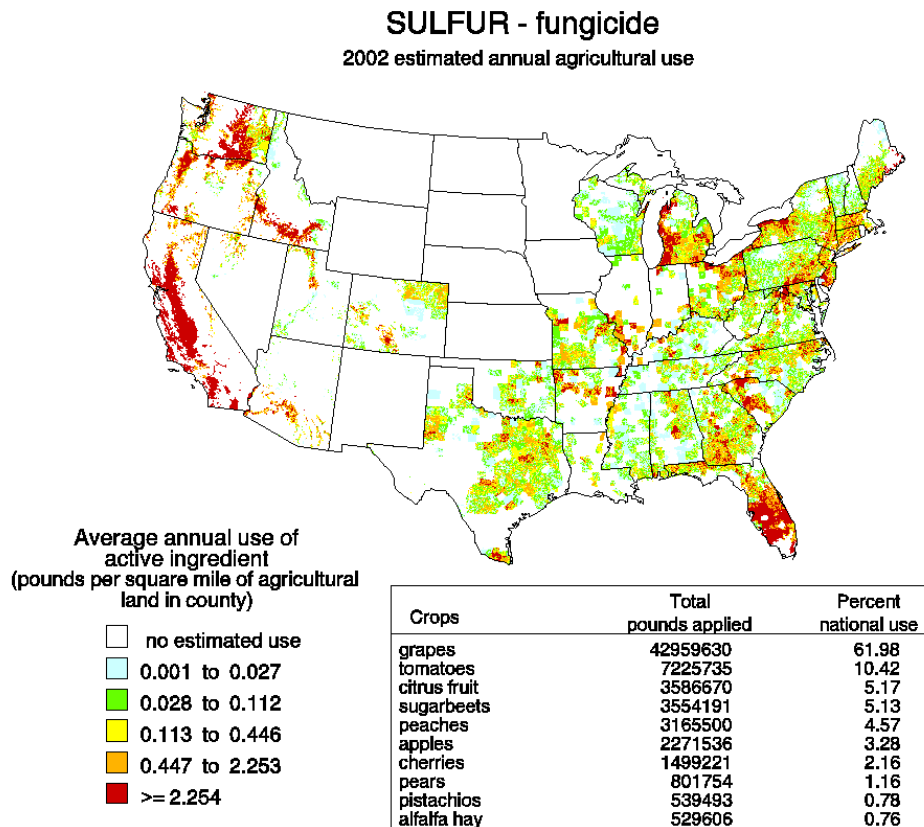 SULFUR - fungicide
2002 estimated annual agricultural use
Average annual use of
active ingredient
(pounds per square mile of agricultural
land in county)
no estimated use
0.001 to 0.027
0.028 to 0.112
0.113 to 0.446
0.447 to 2.253
>= 2.254
Crops Total pounds applied Percent national use
grapes 42959630 61.98
tomatoes 7225735 10.42
citrus fruit 3586670 5.17
sugarbeets 3554191 5.13
peaches 3165500 4.57
apples 2271536 3.28
cherries 1499221 2.16
pears 801754 1.16
pistachios 539493 0.78
alfalfa hay 529606 0.76